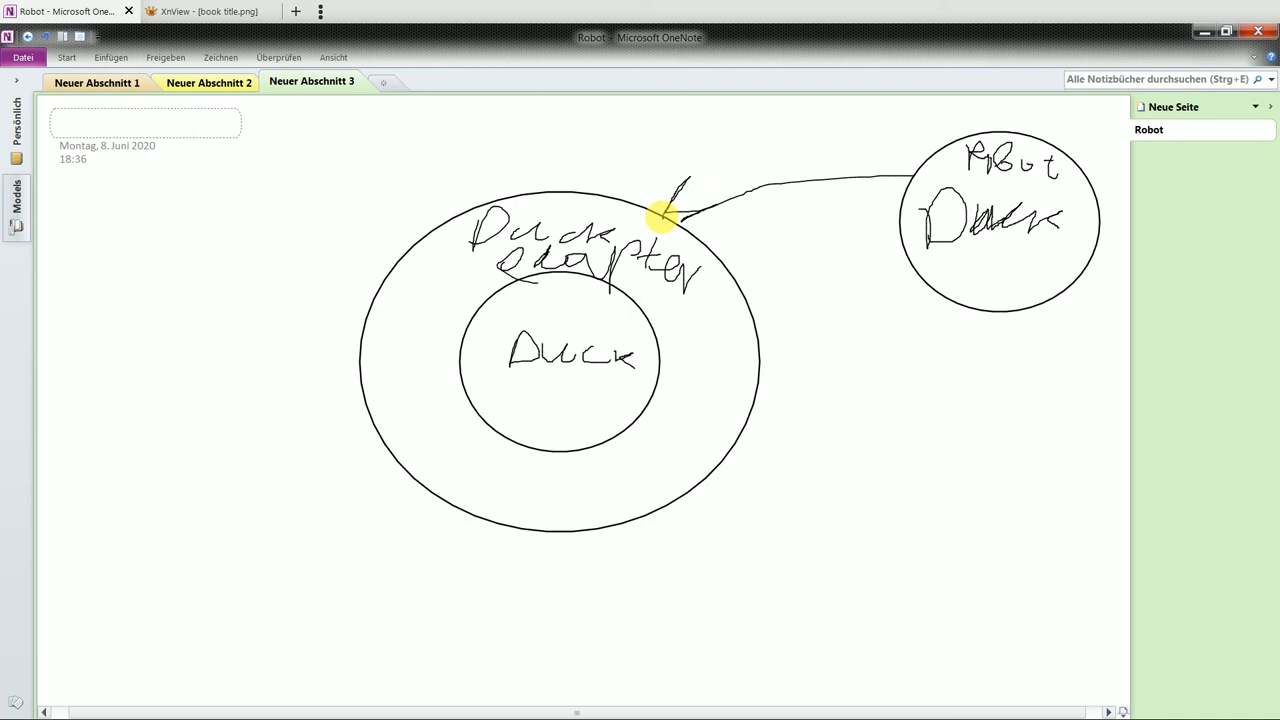 Robot - Microsoft One...
XnView - [book title.png]
Robot - Microsoft OneNote
Datei Start Einfügen Freigeben Zeichnen Überprüfen Ansicht
Neuer Abschnitt 1 Neuer Abschnitt 2 Neuer Abschnitt 3
Alle Notizbücher durchsuchen (Strg+E)
Persönlich
Models
Neue Seite
Robot
Montag, 8. Juni 2020
18:36
Robot
Duck
Duck
Duck